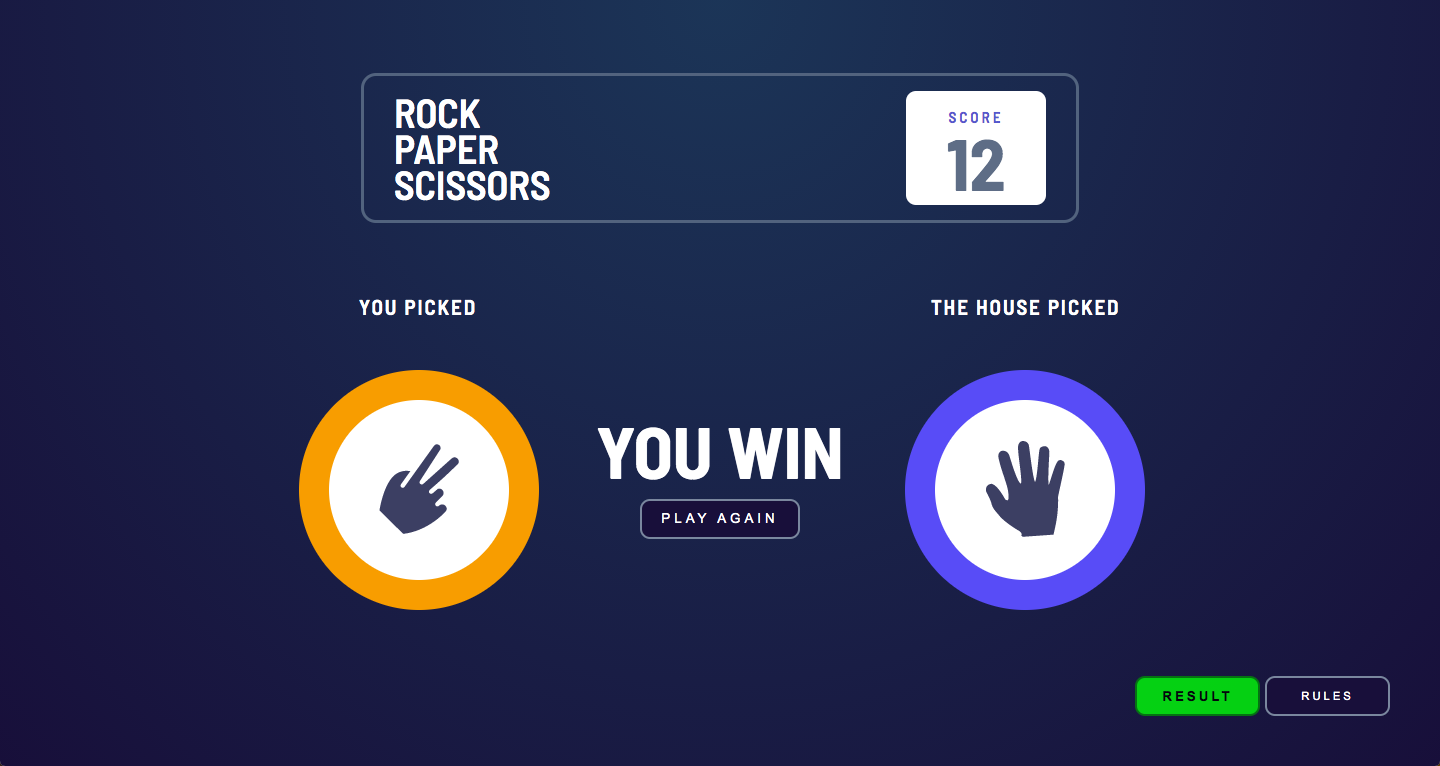 ROCK
PAPER
SCISSORS
SCORE
12
YOU PICKED
THE HOUSE PICKED
YOU WIN
PLAY AGAIN
RESULT
RULES